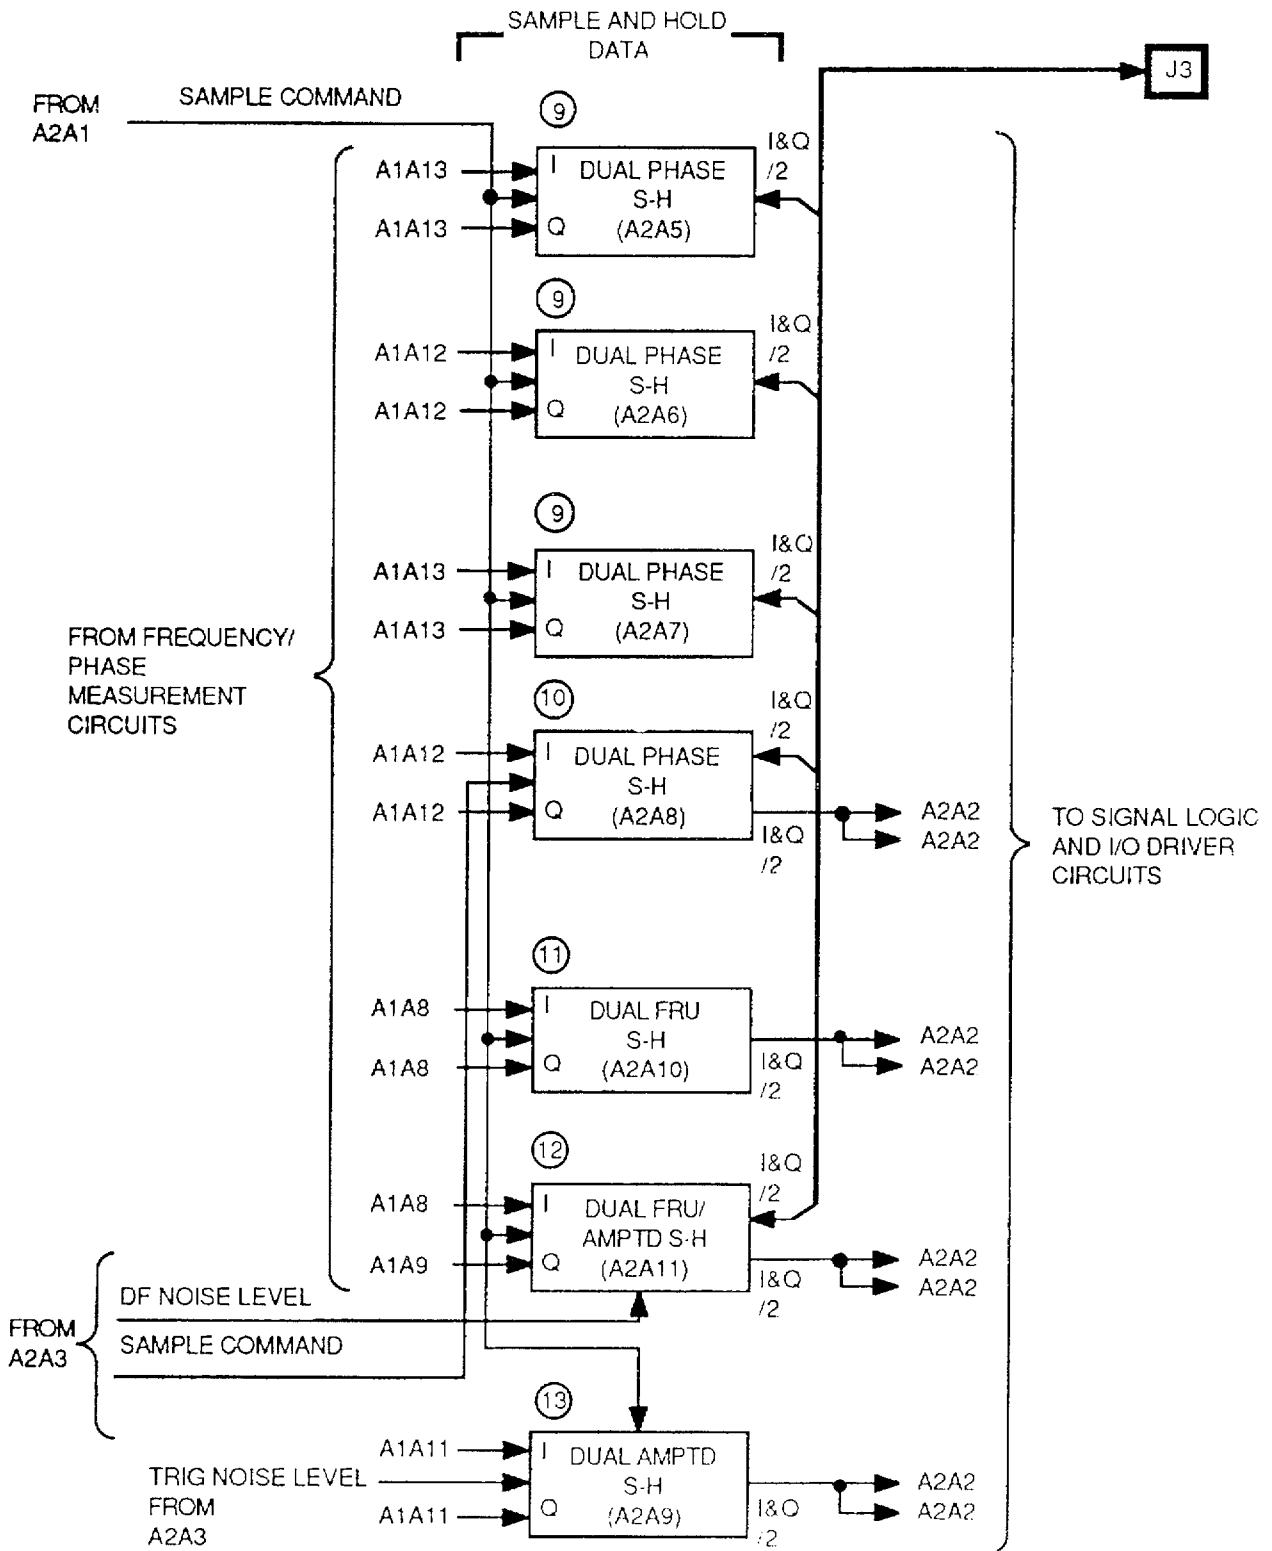 SAMPLE AND HOLD
DATA
J3
FROM
A2A1
SAMPLE COMMAND
9
A1A13
I
DUAL PHASE
S-H
(A2A5)
A1A13
Q
I&Q
/2
9
A1A12
I
DUAL PHASE
S-H
(A2A6)
A1A12
Q
I&Q
/2
9
A1A13
I
DUAL PHASE
S-H
(A2A7)
A1A13
Q
I&Q
/2
FROM FREQUENCY/
PHASE
MEASUREMENT
CIRCUITS
10
A1A12
I
DUAL PHASE
S-H
(A2A8)
A1A12
Q
I&Q
/2
I&Q
/2
A2A2
A2A2
TO SIGNAL LOGIC
AND I/O DRIVER
CIRCUITS
11
A1A8
I
DUAL FRU
S-H
(A2A10)
A1A8
Q
I&Q
/2
A2A2
A2A2
12
A1A8
I
DUAL FRU/
AMPTD S-H
(A2A11)
A1A9
Q
I&Q
/2
I&Q
/2
A2A2
A2A2
FROM
A2A3
DF NOISE LEVEL
SAMPLE COMMAND
13
A1A11
I
DUAL AMPTD
S-H
(A2A9)
TRIG NOISE LEVEL
FROM
A2A3
A1A11
Q
I&Q
/2
A2A2
A2A2